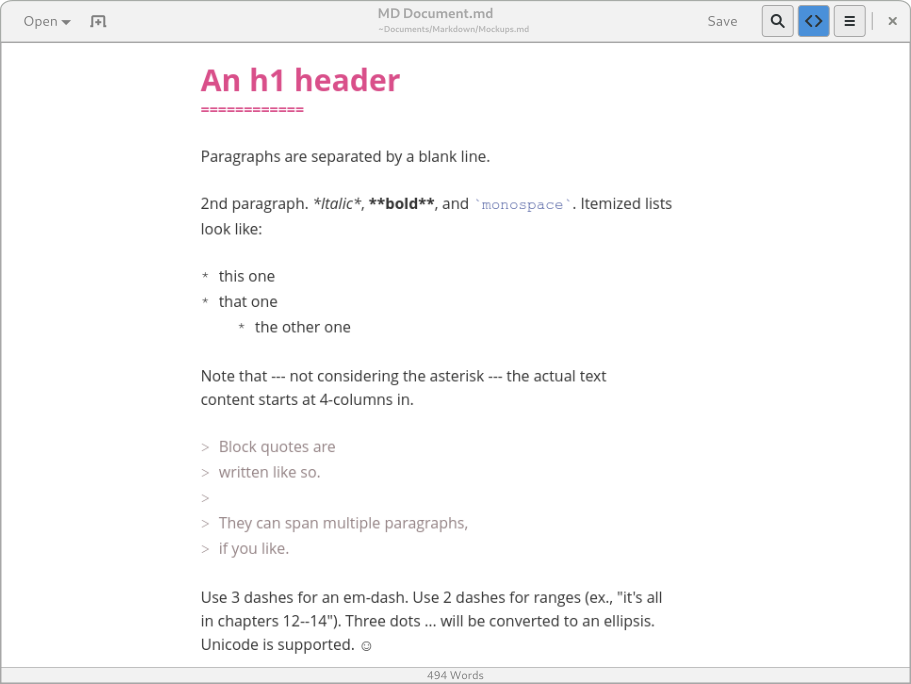 Open
MD Document.md
~Documents/Markdown/Mockups.md
Save
An h1 header
============
Paragraphs are separated by a blank line.
2nd paragraph. *Italic*, **bold**, and `monospace`. Itemized lists
look like:
* this one
* that one
* the other one
Note that --- not considering the asterisk --- the actual text
content starts at 4-columns in.
> Block quotes are
> written like so.
>
> They can span multiple paragraphs,
> if you like.
Use 3 dashes for an em-dash. Use 2 dashes for ranges (ex., "it's all
in chapters 12--14"). Three dots ... will be converted to an ellipsis.
Unicode is supported. ☺
494 Words